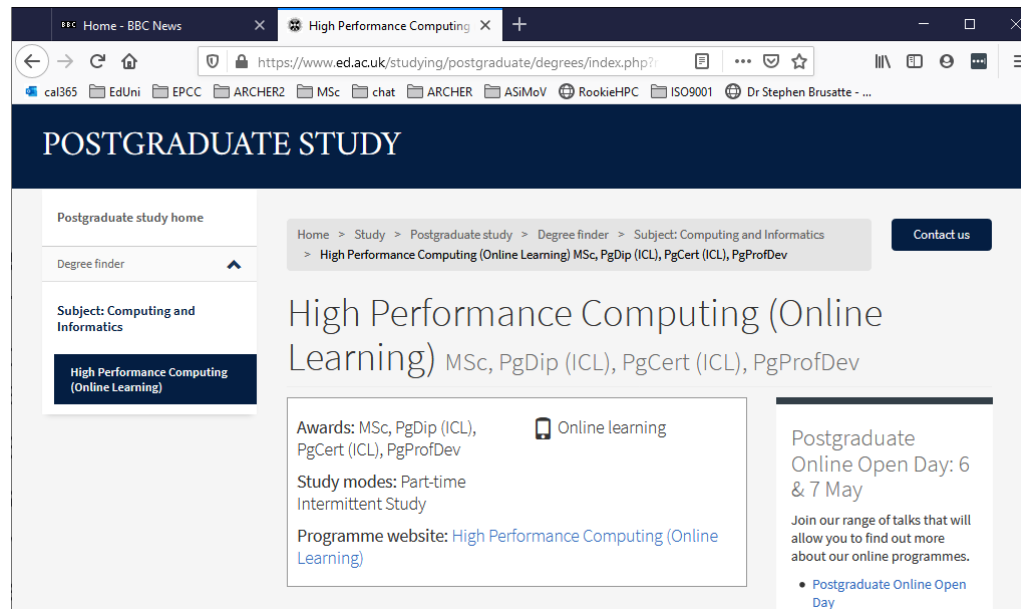 BBC Home - BBC News
High Performance Computing
https://www.ed.ac.uk/studying/postgraduate/degrees/index.php?
cal365 EdUni EPCC ARCHER2 MSc chat ARCHER ASiMoV RookieHPC ISO9001 Dr Stephen Brusatte - ...
POSTGRADUATE STUDY
Postgraduate study home
Degree finder
Subject: Computing and
Informatics
High Performance Computing
(Online Learning)
Home > Study > Postgraduate study > Degree finder > Subject: Computing and Informatics
> High Performance Computing (Online Learning) MSc, PgDip (ICL), PgCert (ICL), PgProfDev
Contact us
High Performance Computing (Online
Learning) MSc, PgDip (ICL), PgCert (ICL), PgProfDev
Awards: MSc, PgDip (ICL),
PgCert (ICL), PgProfDev
Study modes: Part-time
Intermittent Study
Programme website: High Performance Computing (Online
Learning)
Online learning
Postgraduate
Online Open Day: 6
& 7 May
Join our range of talks that will
allow you to find out more
about our online programmes.
• Postgraduate Online Open
Day